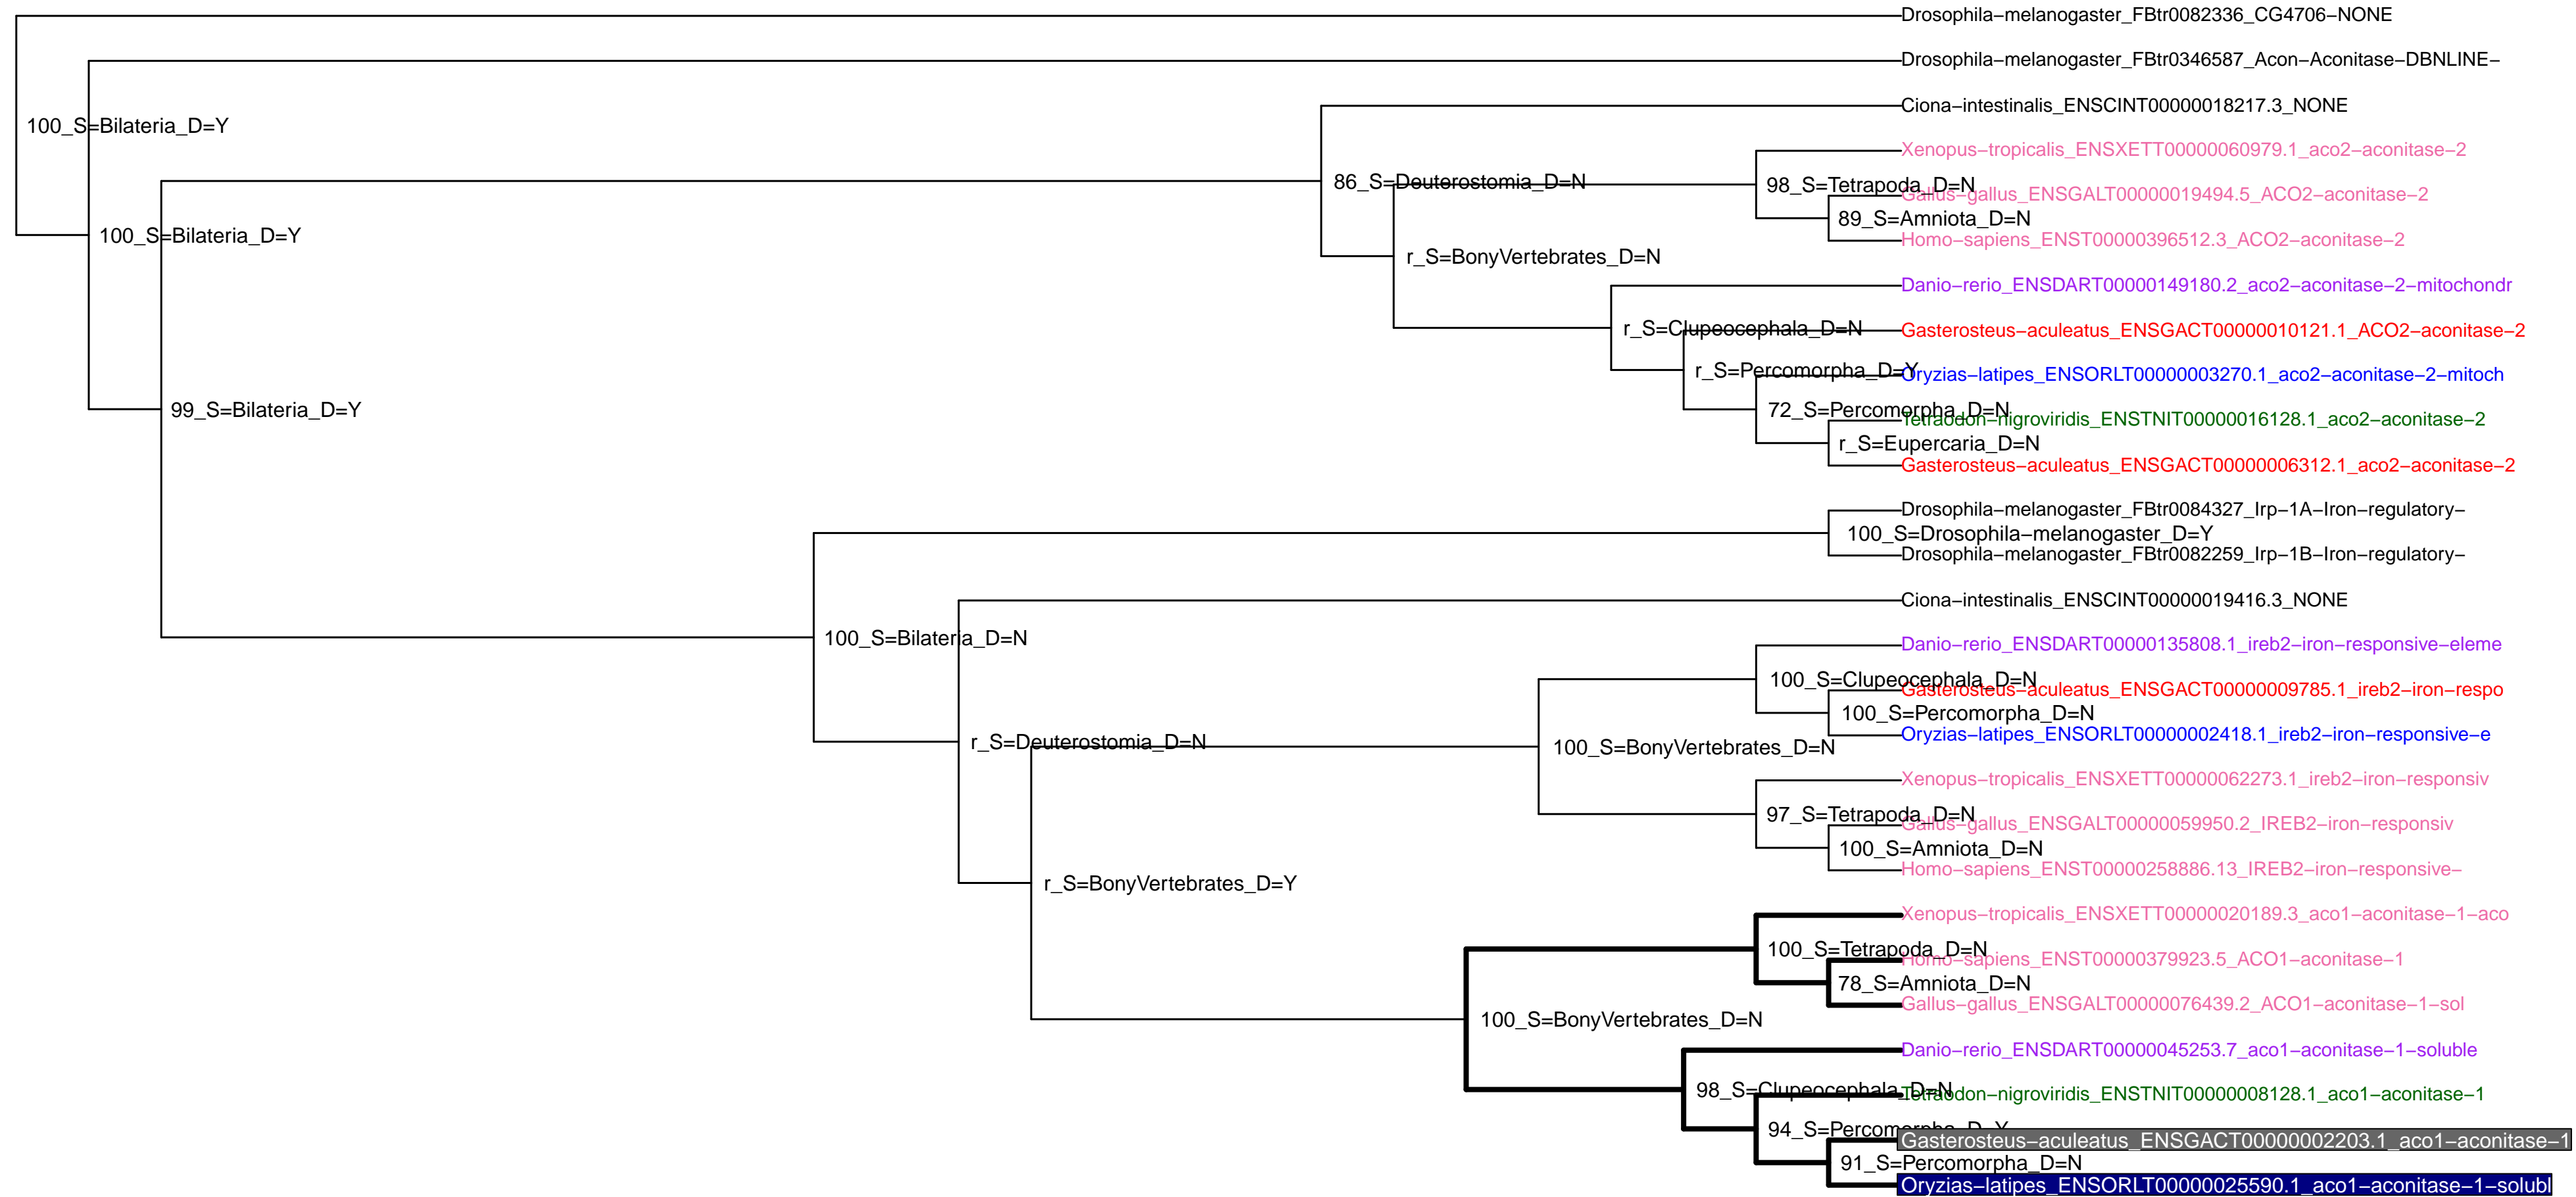 Drosophila−melanogaster_FBtr0082336_CG4706−NONE
Drosophila−melanogaster_FBtr0346587_Acon−Aconitase−DBNLINE−
Ciona−intestinalis_ENSCINT00000018217.3_NONE
100_S=Bilateria_D=Y
Xenopus−tropicalis_ENSXETT00000060979.1_aco2−aconitase−2
86_S=Deuterostomia_D=N
98_S=Tetrapoda_D=N
Gallus−gallus_ENSGALT00000019494.5_ACO2−aconitase−2
89_S=Amniota_D=N
100_S=Bilateria_D=Y
Homo−sapiens_ENST00000396512.3_ACO2−aconitase−2
r_S=BonyVertebrates_D=N
Danio−rerio_ENSDART00000149180.2_aco2−aconitase−2−mitochondr
r_S=Clupeocephala_D=N
Gasterosteus−aculeatus_ENSGACT00000010121.1_ACO2−aconitase−2
r_S=Percomorpha_D=Y
Oryzias−latipes_ENSORLT00000003270.1_aco2−aconitase−2−mitoch
99_S=Bilateria_D=Y
72_S=Percomorpha_D=N
Tetraodon−nigroviridis_ENSTNIT00000016128.1_aco2−aconitase−2
r_S=Eupercaria_D=N
Gasterosteus−aculeatus_ENSGACT00000006312.1_aco2−aconitase−2
Drosophila−melanogaster_FBtr0084327_Irp−1A−Iron−regulatory−
100_S=Drosophila−melanogaster_D=Y
Drosophila−melanogaster_FBtr0082259_Irp−1B−Iron−regulatory−
Ciona−intestinalis_ENSCINT00000019416.3_NONE
100_S=Bilateria_D=N
Danio−rerio_ENSDART00000135808.1_ireb2−iron−responsive−eleme
100_S=Clupeocephala_D=N
Gasterosteus−aculeatus_ENSGACT00000009785.1_ireb2−iron−respo
100_S=Percomorpha_D=N
Oryzias−latipes_ENSORLT00000002418.1_ireb2−iron−responsive−e
r_S=Deuterostomia_D=N
100_S=BonyVertebrates_D=N
Xenopus−tropicalis_ENSXETT00000062273.1_ireb2−iron−responsiv
97_S=Tetrapoda_D=N
Gallus−gallus_ENSGALT00000059950.2_IREB2−iron−responsiv
100_S=Amniota_D=N
Homo−sapiens_ENST00000258886.13_IREB2−iron−responsive−
r_S=BonyVertebrates_D=Y
Xenopus−tropicalis_ENSXETT00000020189.3_aco1−aconitase−1−aco
100_S=Tetrapoda_D=N
Homo−sapiens_ENST00000379923.5_ACO1−aconitase−1
78_S=Amniota_D=N
Gallus−gallus_ENSGALT00000076439.2_ACO1−aconitase−1−sol
100_S=BonyVertebrates_D=N
Danio−rerio_ENSDART00000045253.7_aco1−aconitase−1−soluble
98_S=Clupeocephala_D=N
Tetraodon−nigroviridis_ENSTNIT00000008128.1_aco1−aconitase−1
94_S=Percomorpha_D=Y
Gasterosteus−aculeatus_ENSGACT00000002203.1_aco1−aconitase−1
91_S=Percomorpha_D=N
Oryzias−latipes_ENSORLT00000025590.1_aco1−aconitase−1−solubl